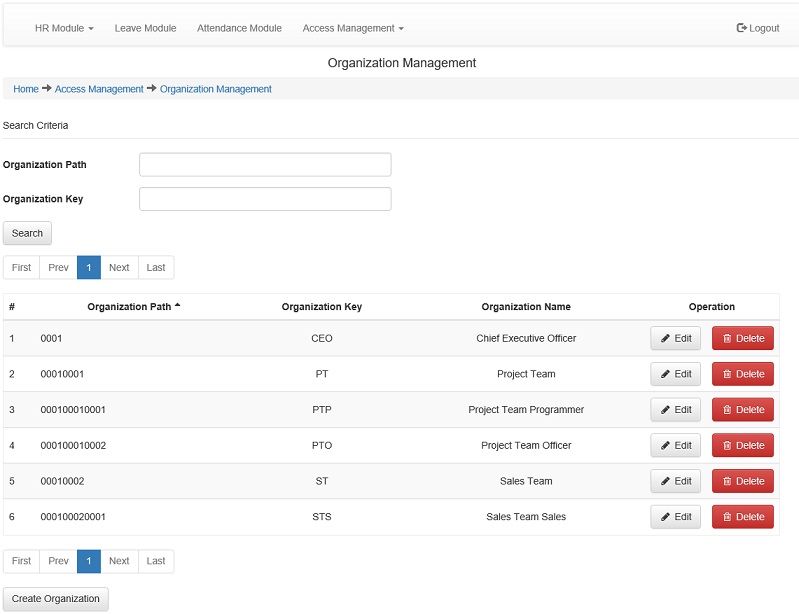 HR Module Leave Module Attendance Module Access Management Logout
Organization Management
Home Access Management Organization Management
Search Criteria
Organization Path
Organization Key
Search
First Prev 1 Next Last
# Organization Path Organization Key Organization Name Operation
1 0001 CEO Chief Executive Officer Edit Delete
2 00010001 PT Project Team Edit Delete
3 000100010001 PTP Project Team Programmer Edit Delete
4 000100010002 PTO Project Team Officer Edit Delete
5 00010002 ST Sales Team Edit Delete
6 000100020001 STS Sales Team Sales Edit Delete
First Prev 1 Next Last
Create Organization